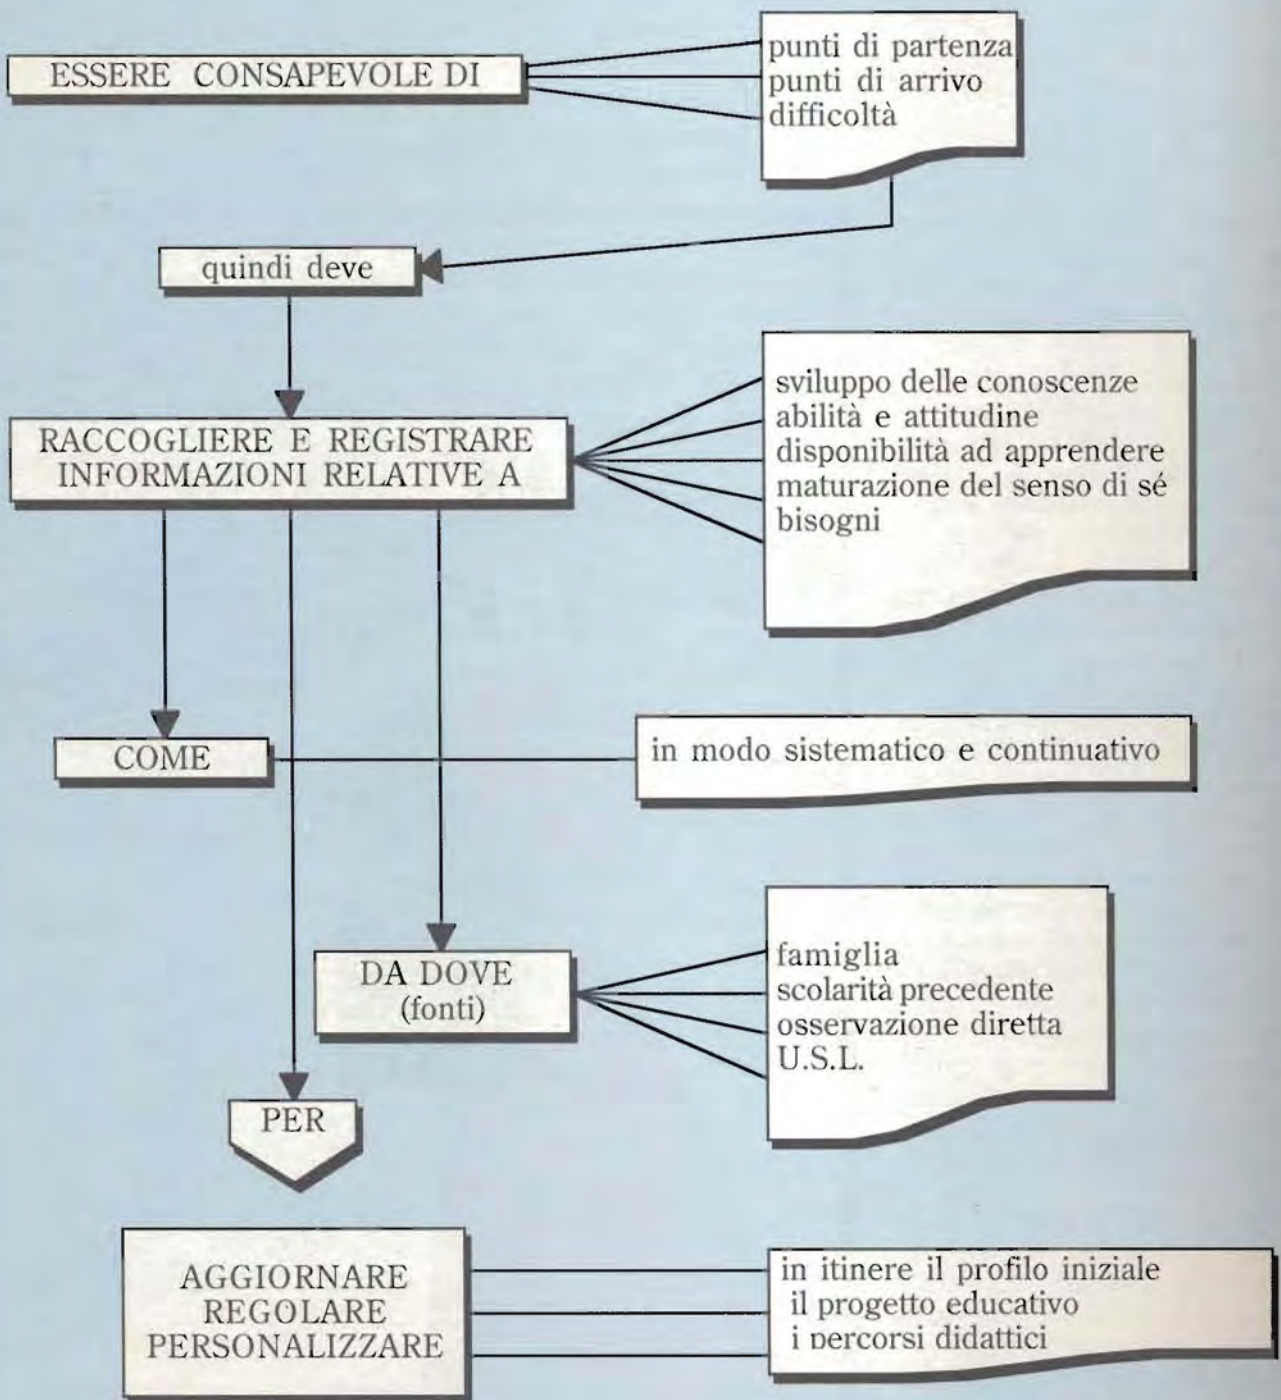 ESSERE CONSAPEVOLE DI
punti di partenza
punti di arrivo
difficoltà
quindi deve
RACCOGLIERE E REGISTRARE
INFORMAZIONI RELATIVE A
sviluppo delle conoscenze
abilità e attitudine
disponibilità ad apprendere
maturazione del senso di sé
bisogni
COME
in modo sistematico e continuativo
DA DOVE
(fonti)
famiglia
scolarità precedente
osservazione diretta
U.S.L.
PER
AGGIORNARE
REGOLARE
PERSONALIZZARE
in itinere il profilo iniziale
il progetto educativo
i percorsi didattici